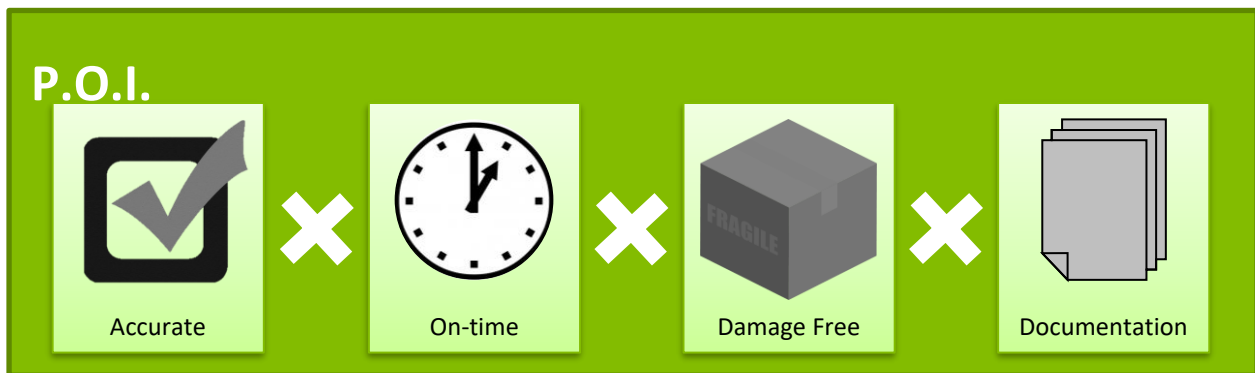 P.O.I.
FRAGILE
Accurate
On-time
Damage Free
Documentation